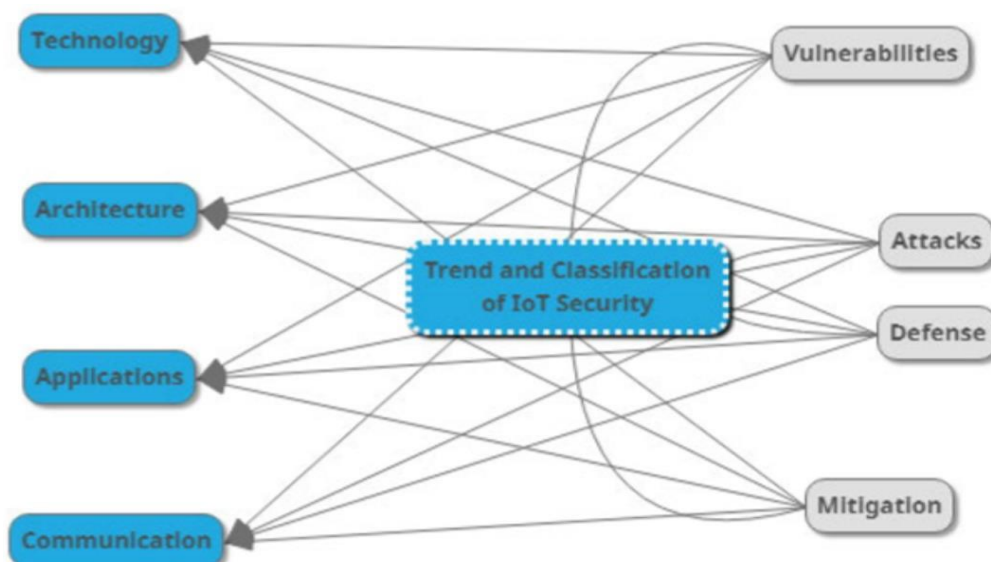 Technology
Vulnerabilities
Architecture
Attacks
Trend and Classification
of IoT Security
Defense
Applications
Mitigation
Communication